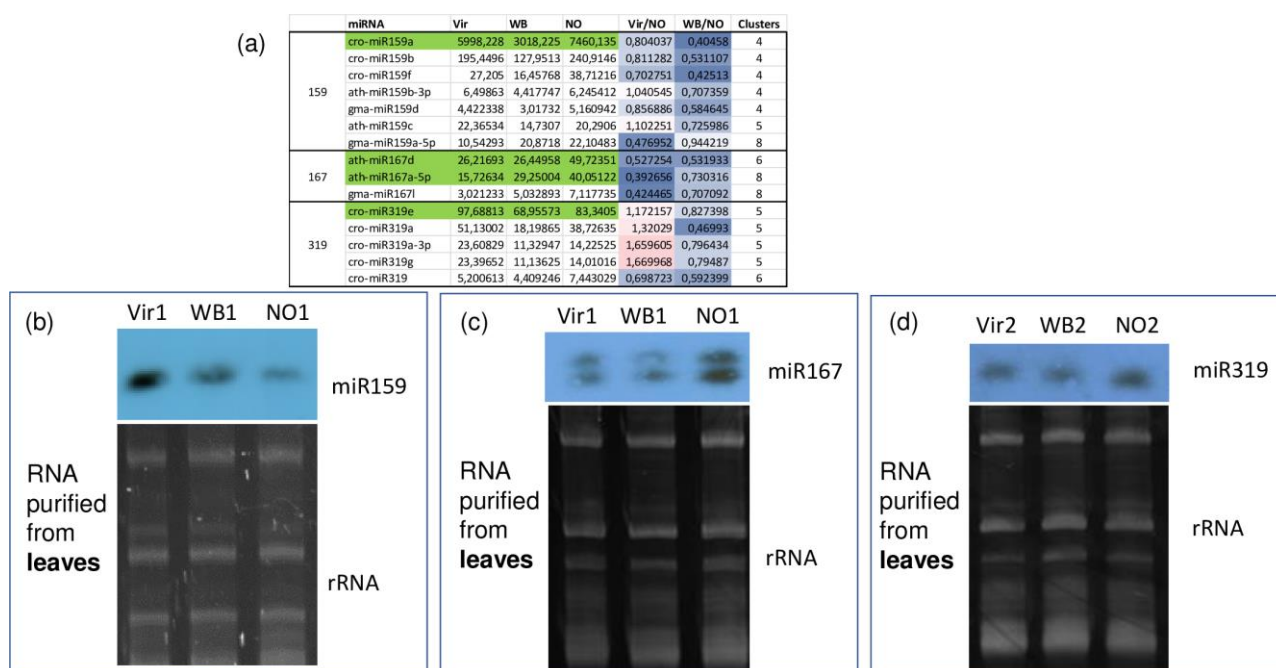 (a)
miRNA Vir WB NO Vir/NO WB/NO Clusters
159
cro-miR159a 5998,228 3018,225 7460,135 0,804037 0,40458 4
cro-miR159b 195,4496 127,9513 240,9146 0,811282 0,531107 4
cro-miR159f 27,205 16,45768 38,71216 0,702751 0,42513 4
ath-miR159b-3p 6,49863 4,417747 6,245412 1,040545 0,707359 4
gma-miR159d 4,422338 3,01732 5,160942 0,856886 0,584645 4
ath-miR159c 22,36534 14,7307 20,2906 1,102251 0,725986 5
gma-miR159a-5p 10,54293 20,8718 22,10483 0,476952 0,944219 8
167
ath-miR167d 26,21693 26,44958 49,72351 0,527254 0,531933 6
ath-miR167a-5p 15,72634 29,25004 40,05122 0,392656 0,730316 8
gma-miR167l 3,021233 5,032893 7,117735 0,424465 0,707092 8
319
cro-miR319e 97,68813 68,95573 83,3405 1,172157 0,827398 5
cro-miR319a 51,13002 18,19865 38,72635 1,32029 0,46993 5
cro-miR319a-3p 23,60829 11,32947 14,22525 1,659605 0,796434 5
cro-miR319g 23,39652 11,13625 14,01016 1,669968 0,79487 5
cro-miR319 5,200613 4,409246 7,443029 0,698723 0,592399 6
(b)
Vir1 WB1 NO1
miR159
RNA
purified
from
leaves
rRNA
(c)
Vir1 WB1 NO1
miR167
RNA
purified
from
leaves
rRNA
(d)
Vir2 WB2 NO2
miR319
RNA
purified
from
leaves
rRNA